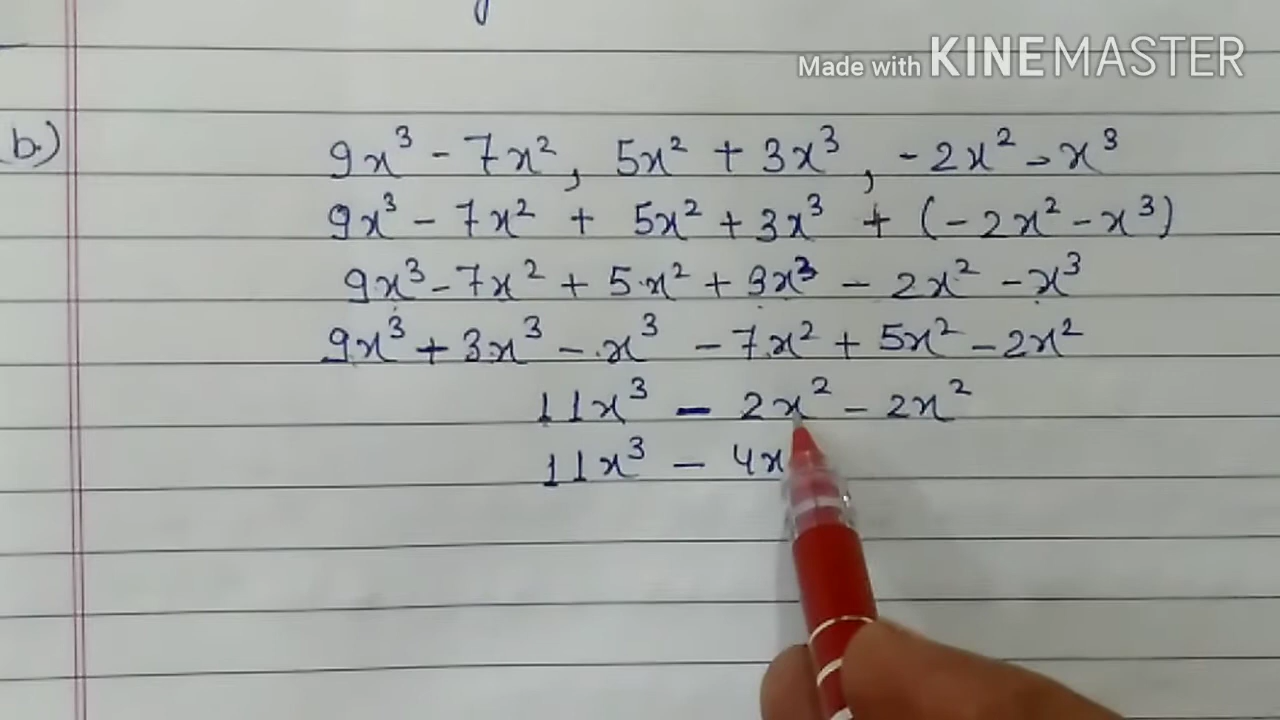 Made with KINEMASTER
b.) 9x³ - 7x², 5x² + 3x³, -2x² - x³
9x³ - 7x² + 5x² + 3x³ + (-2x² - x³)
9x³ - 7x² + 5x² + 3x³ - 2x² - x³
9x³ + 3x³ - x³ - 7x² + 5x² - 2x²
11x³ - 2x² - 2x²
11x³ - 4x